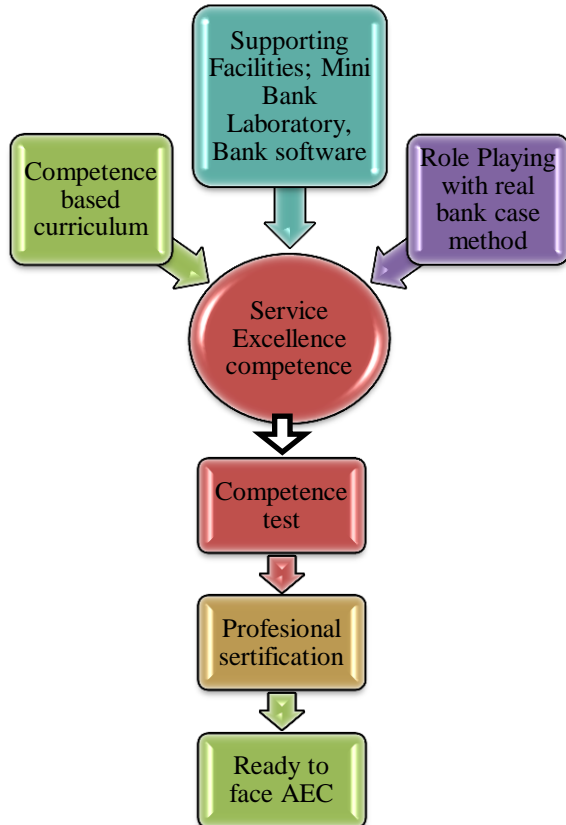 Supporting
Facilities; Mini
Bank
Laboratory,
Bank software
Competence
based
curriculum
Role Playing
with real
bank case
method
Service
Excellence
competence
Competence
test
Profesional
sertification
Ready to
face AEC